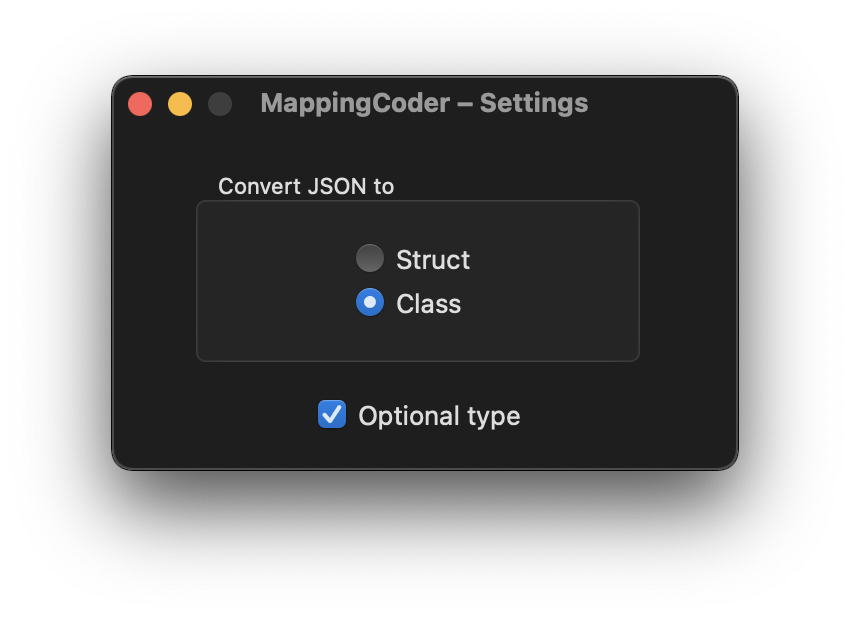 MappingCoder – Settings
Convert JSON to
Struct
Class
Optional type